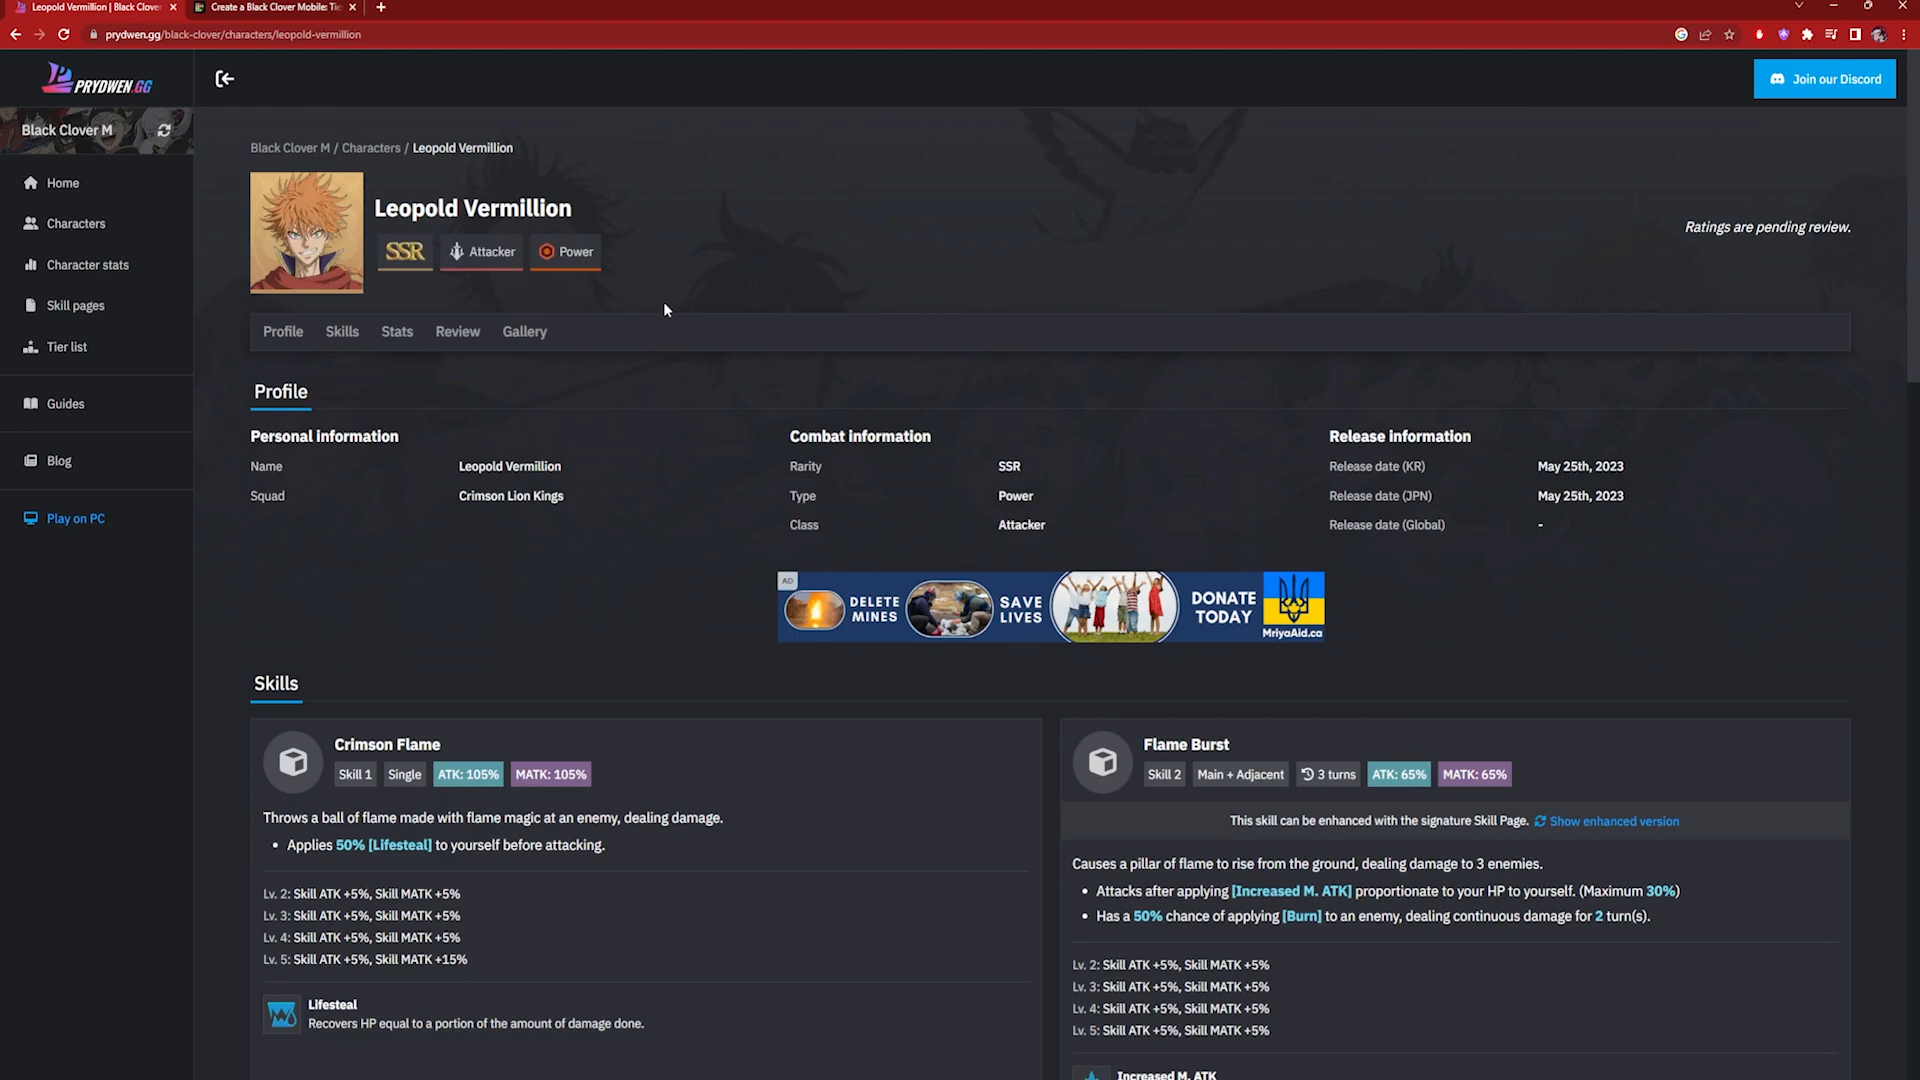 Leopold Vermillion | Black Clover
Create a Black Clover Mobile: Tie
prydwen.gg/black-clover/characters/leopold-vermillion
PRYDWEN.GG
Join our Discord
Black Clover M
Home
Characters
Character stats
Skill pages
Tier list
Guides
Blog
Play on PC
Black Clover M / Characters / Leopold Vermillion
Leopold Vermillion
SSR
Attacker
Power
Ratings are pending review.
Profile Skills Stats Review Gallery
Profile
Personal information
Name Leopold Vermillion
Squad Crimson Lion Kings
Combat information
Rarity SSR
Type Power
Class Attacker
Release information
Release date (KR) May 25th, 2023
Release date (JPN) May 25th, 2023
Release date (Global) -
AD
DELETE
MINES
SAVE
LIVES
DONATE
TODAY
MriyaAid.ca
Skills
Crimson Flame
Skill 1 Single ATK: 105% MATK: 105%
Throws a ball of flame made with flame magic at an enemy, dealing damage.
• Applies 50% [Lifesteal] to yourself before attacking.
Lv. 2: Skill ATK +5%, Skill MATK +5%
Lv. 3: Skill ATK +5%, Skill MATK +5%
Lv. 4: Skill ATK +5%, Skill MATK +5%
Lv. 5: Skill ATK +5%, Skill MATK +15%
Lifesteal
Recovers HP equal to a portion of the amount of damage done.
Flame Burst
Skill 2 Main + Adjacent 3 turns ATK: 65% MATK: 65%
This skill can be enhanced with the signature Skill Page. Show enhanced version
Causes a pillar of flame to rise from the ground, dealing damage to 3 enemies.
• Attacks after applying [Increased M. ATK] proportionate to your HP to yourself. (Maximum 30%)
• Has a 50% chance of applying [Burn] to an enemy, dealing continuous damage for 2 turn(s).
Lv. 2: Skill ATK +5%, Skill MATK +5%
Lv. 3: Skill ATK +5%, Skill MATK +5%
Lv. 4: Skill ATK +5%, Skill MATK +5%
Lv. 5: Skill ATK +5%, Skill MATK +5%
Increased M. ATK